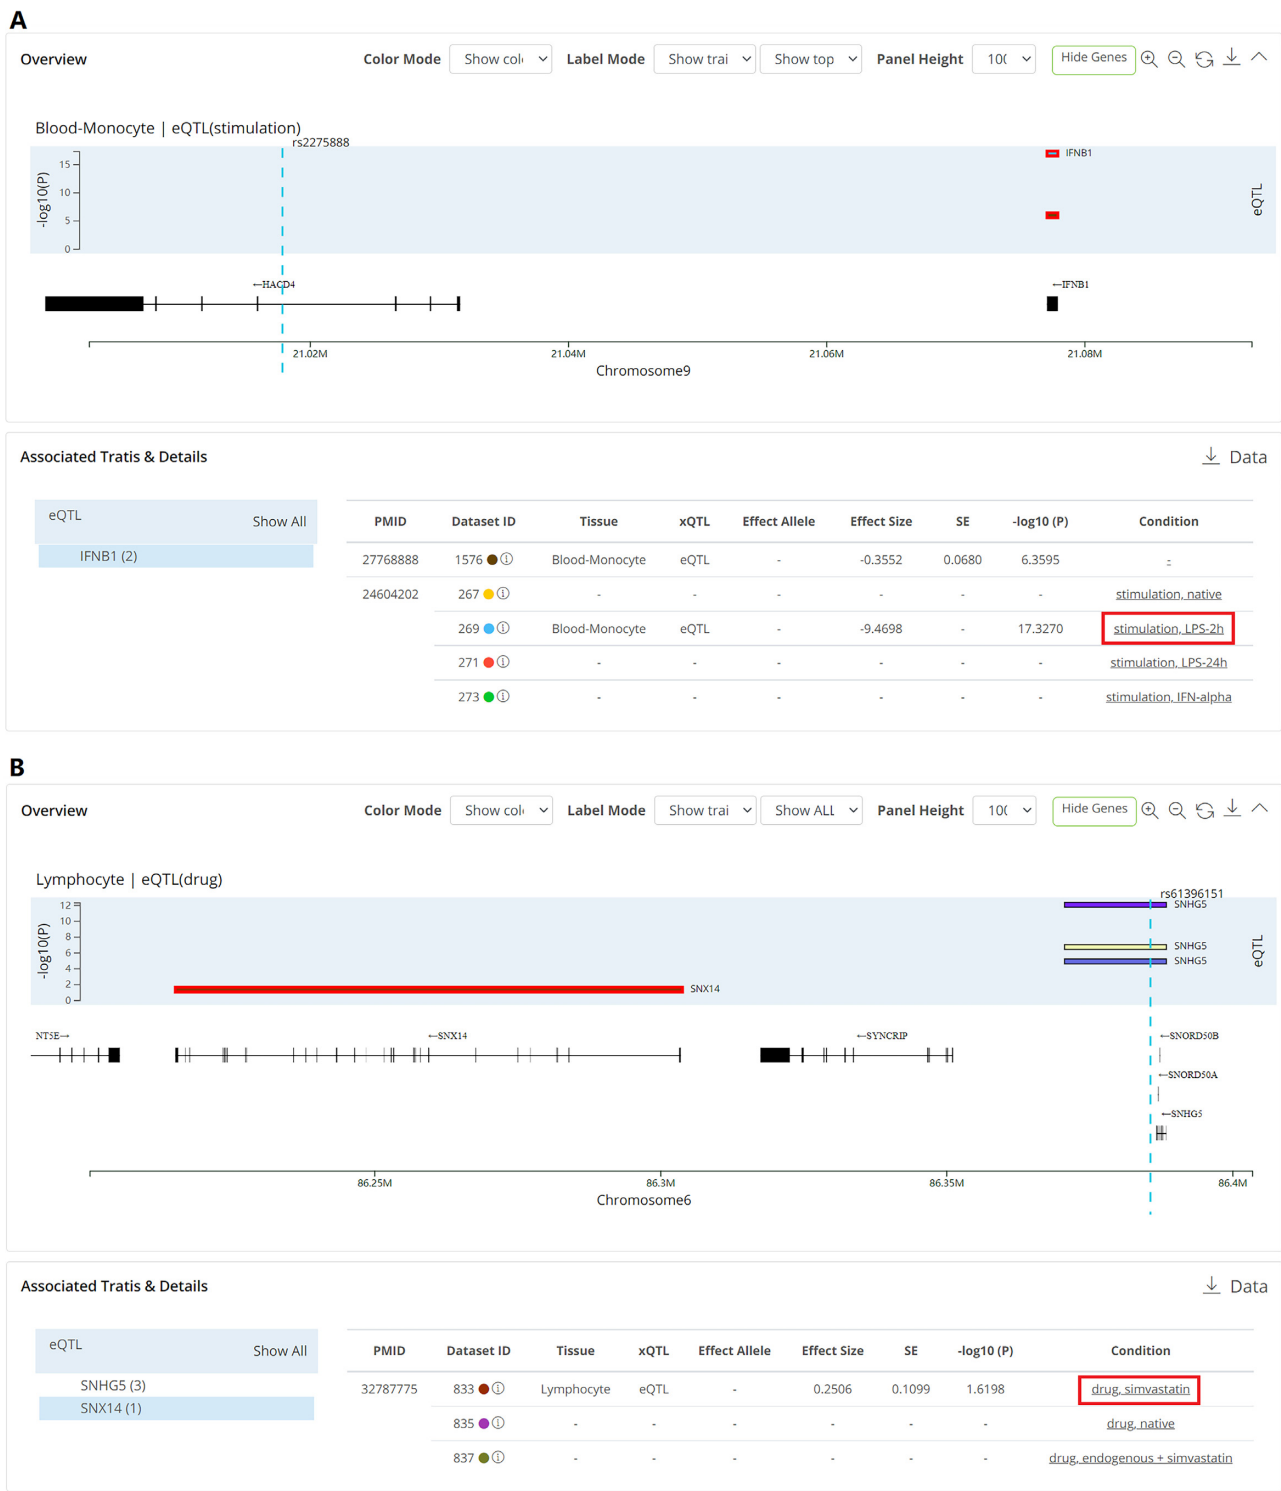 A
Overview Color Mode Show col Label Mode Show trai Show top Panel Height 10( Hide Genes
Blood-Monocyte | eQTL(stimulation)
rs2275888
IFNB1
15
10
5
0
-log10(P)
eQTL
←HACD4 ←IFNB1
21.02M 21.04M 21.06M 21.08M
Chromosome9
Associated Tratis & Details Data
eQTL Show All
IFNB1 (2)
PMID Dataset ID Tissue xQTL Effect Allele Effect Size SE -log10 (P) Condition
27768888 1576 Blood-Monocyte eQTL - -0.3552 0.0680 6.3595 -
24604202 267 - - - - - - stimulation, native
269 Blood-Monocyte eQTL - -9.4698 - 17.3270 stimulation, LPS-2h
271 - - - - - - stimulation, LPS-24h
273 - - - - - - stimulation, IFN-alpha
B
Overview Color Mode Show col Label Mode Show trai Show ALL Panel Height 10( Hide Genes
Lymphocyte | eQTL(drug)
rs61396151
SNHG5
SNHG5
SNHG5
SNX14
12
10
8
6
4
2
0
-log10(P)
eQTL
NT5E→ ←SNX14 ←SYNCRIP ←SNORD50B
←SNORD50A
←SNHG5
86.25M 86.3M 86.35M 86.4M
Chromosome6
Associated Tratis & Details Data
eQTL Show All
SNHG5 (3)
SNX14 (1)
PMID Dataset ID Tissue xQTL Effect Allele Effect Size SE -log10 (P) Condition
32787775 833 Lymphocyte eQTL - 0.2506 0.1099 1.6198 drug, simvastatin
835 - - - - - - drug, native
837 - - - - - - drug, endogenous + simvastatin